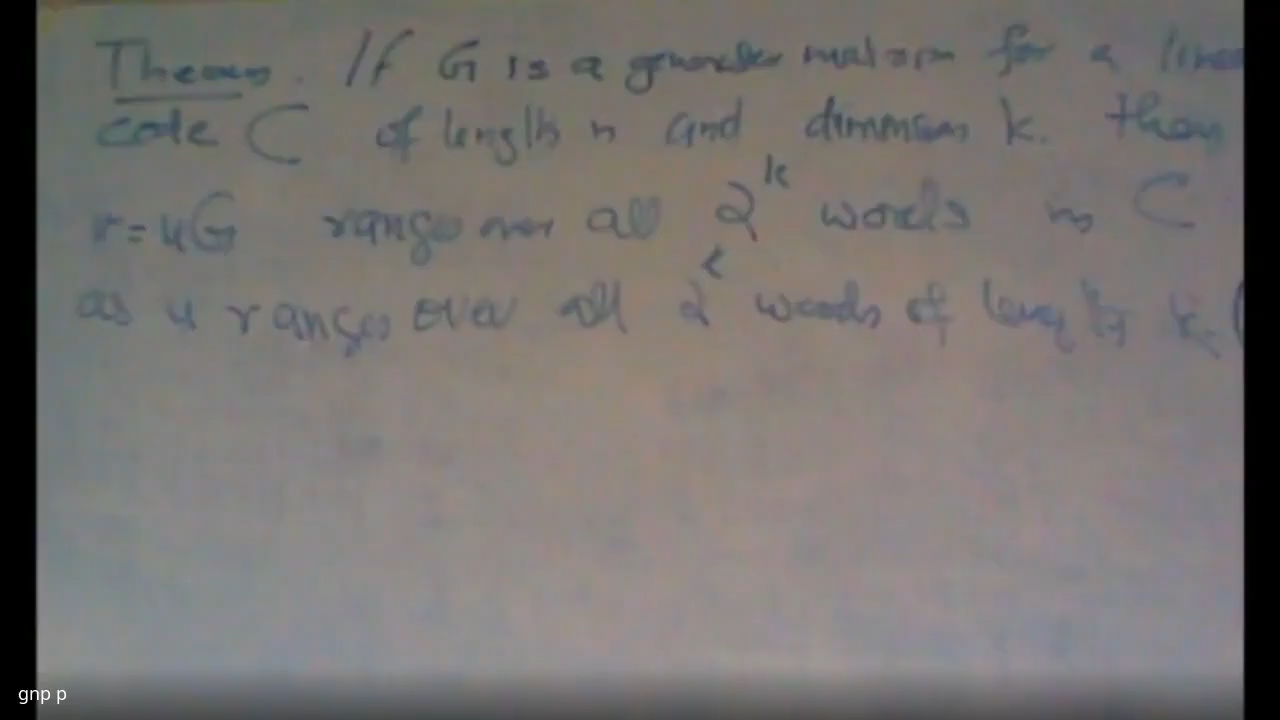 Theorem. If G is a generator matrix for a
code C of length n and dimension k. then
r = uG ranges over all 2^k words in C
as u ranges over all 2^k words of length k. (
gnp p